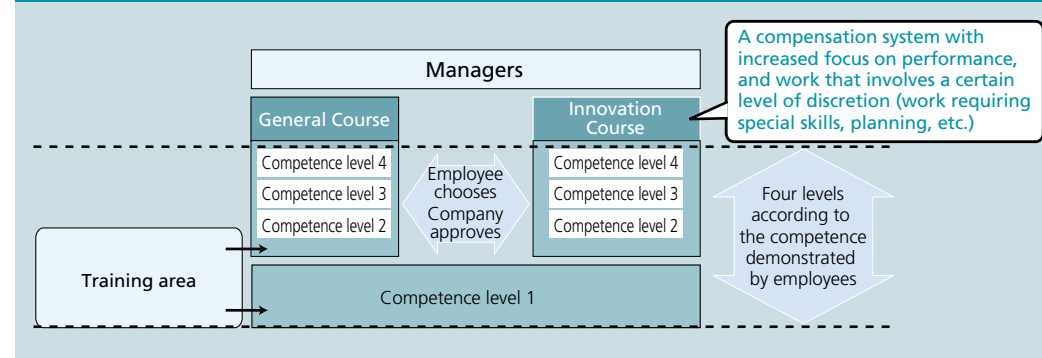 A compensation system with
increased focus on performance,
and work that involves a certain
level of discretion (work requiring
special skills, planning, etc.)
Managers
General Course
Innovation
Course
Competence level 4
Competence level 3
Competence level 2
Employee
chooses
Company
approves
Competence level 4
Competence level 3
Competence level 2
Four levels
according to
the competence
demonstrated
by employees
Training area
Competence level 1